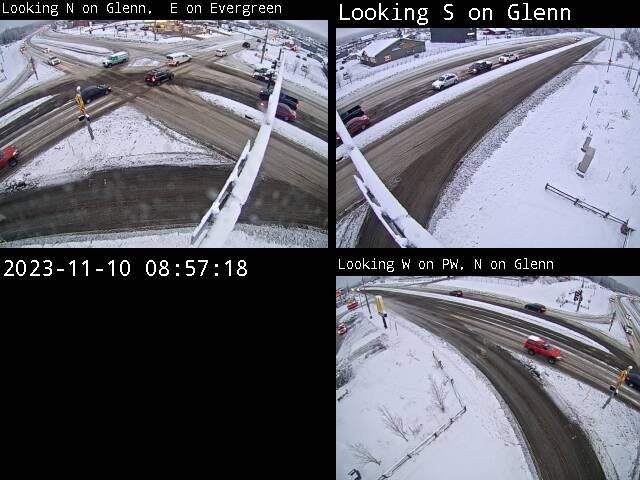 Looking N on Glenn,  E on Evergreen
Looking S on Glenn
2023-11-10 08:57:18
Looking W on PW, N on Glenn